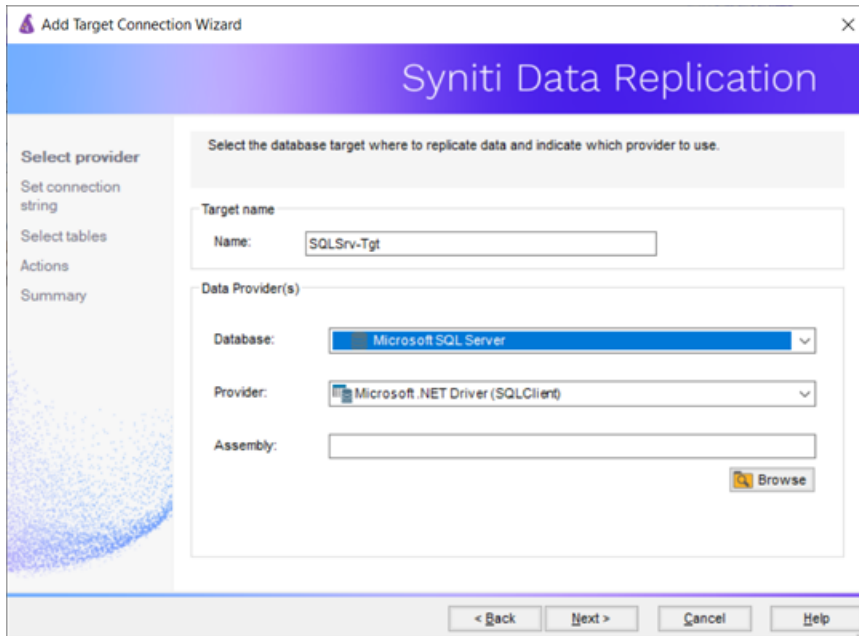 Add Target Connection Wizard
Syniti Data Replication
Select provider
Set connection
string
Select tables
Actions
Summary
Select the database target where to replicate data and indicate which provider to use.
Target name
Name:
SQLSrv-Tgt
Data Provider(s)
Database:
Microsoft SQL Server
Provider:
Microsoft .NET Driver (SQLClient)
Assembly:
Browse
< Back
Next >
Cancel
Help